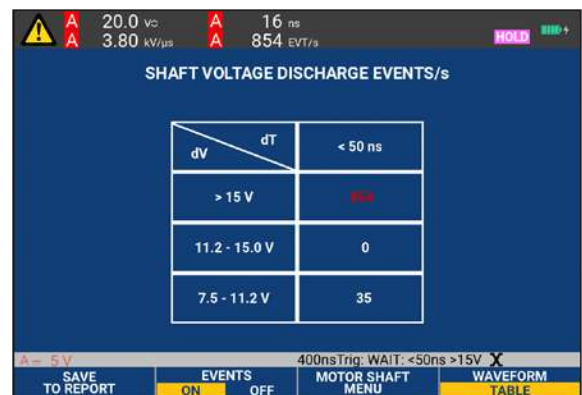 A 20.0 V A 16 ns
A 3.80 kV/µs A 854 EVT/s HOLD
SHAFT VOLTAGE DISCHARGE EVENTS/s
dV dT < 50 ns
> 15 V 854
11.2 - 15.0 V 0
7.5 - 11.2 V 35
A 5 V 400nsTrig: WAIT: <50ns >15V X
SAVE TO REPORT
EVENTS
ON OFF
MOTOR SHAFT MENU
WAVEFORM
TABLE